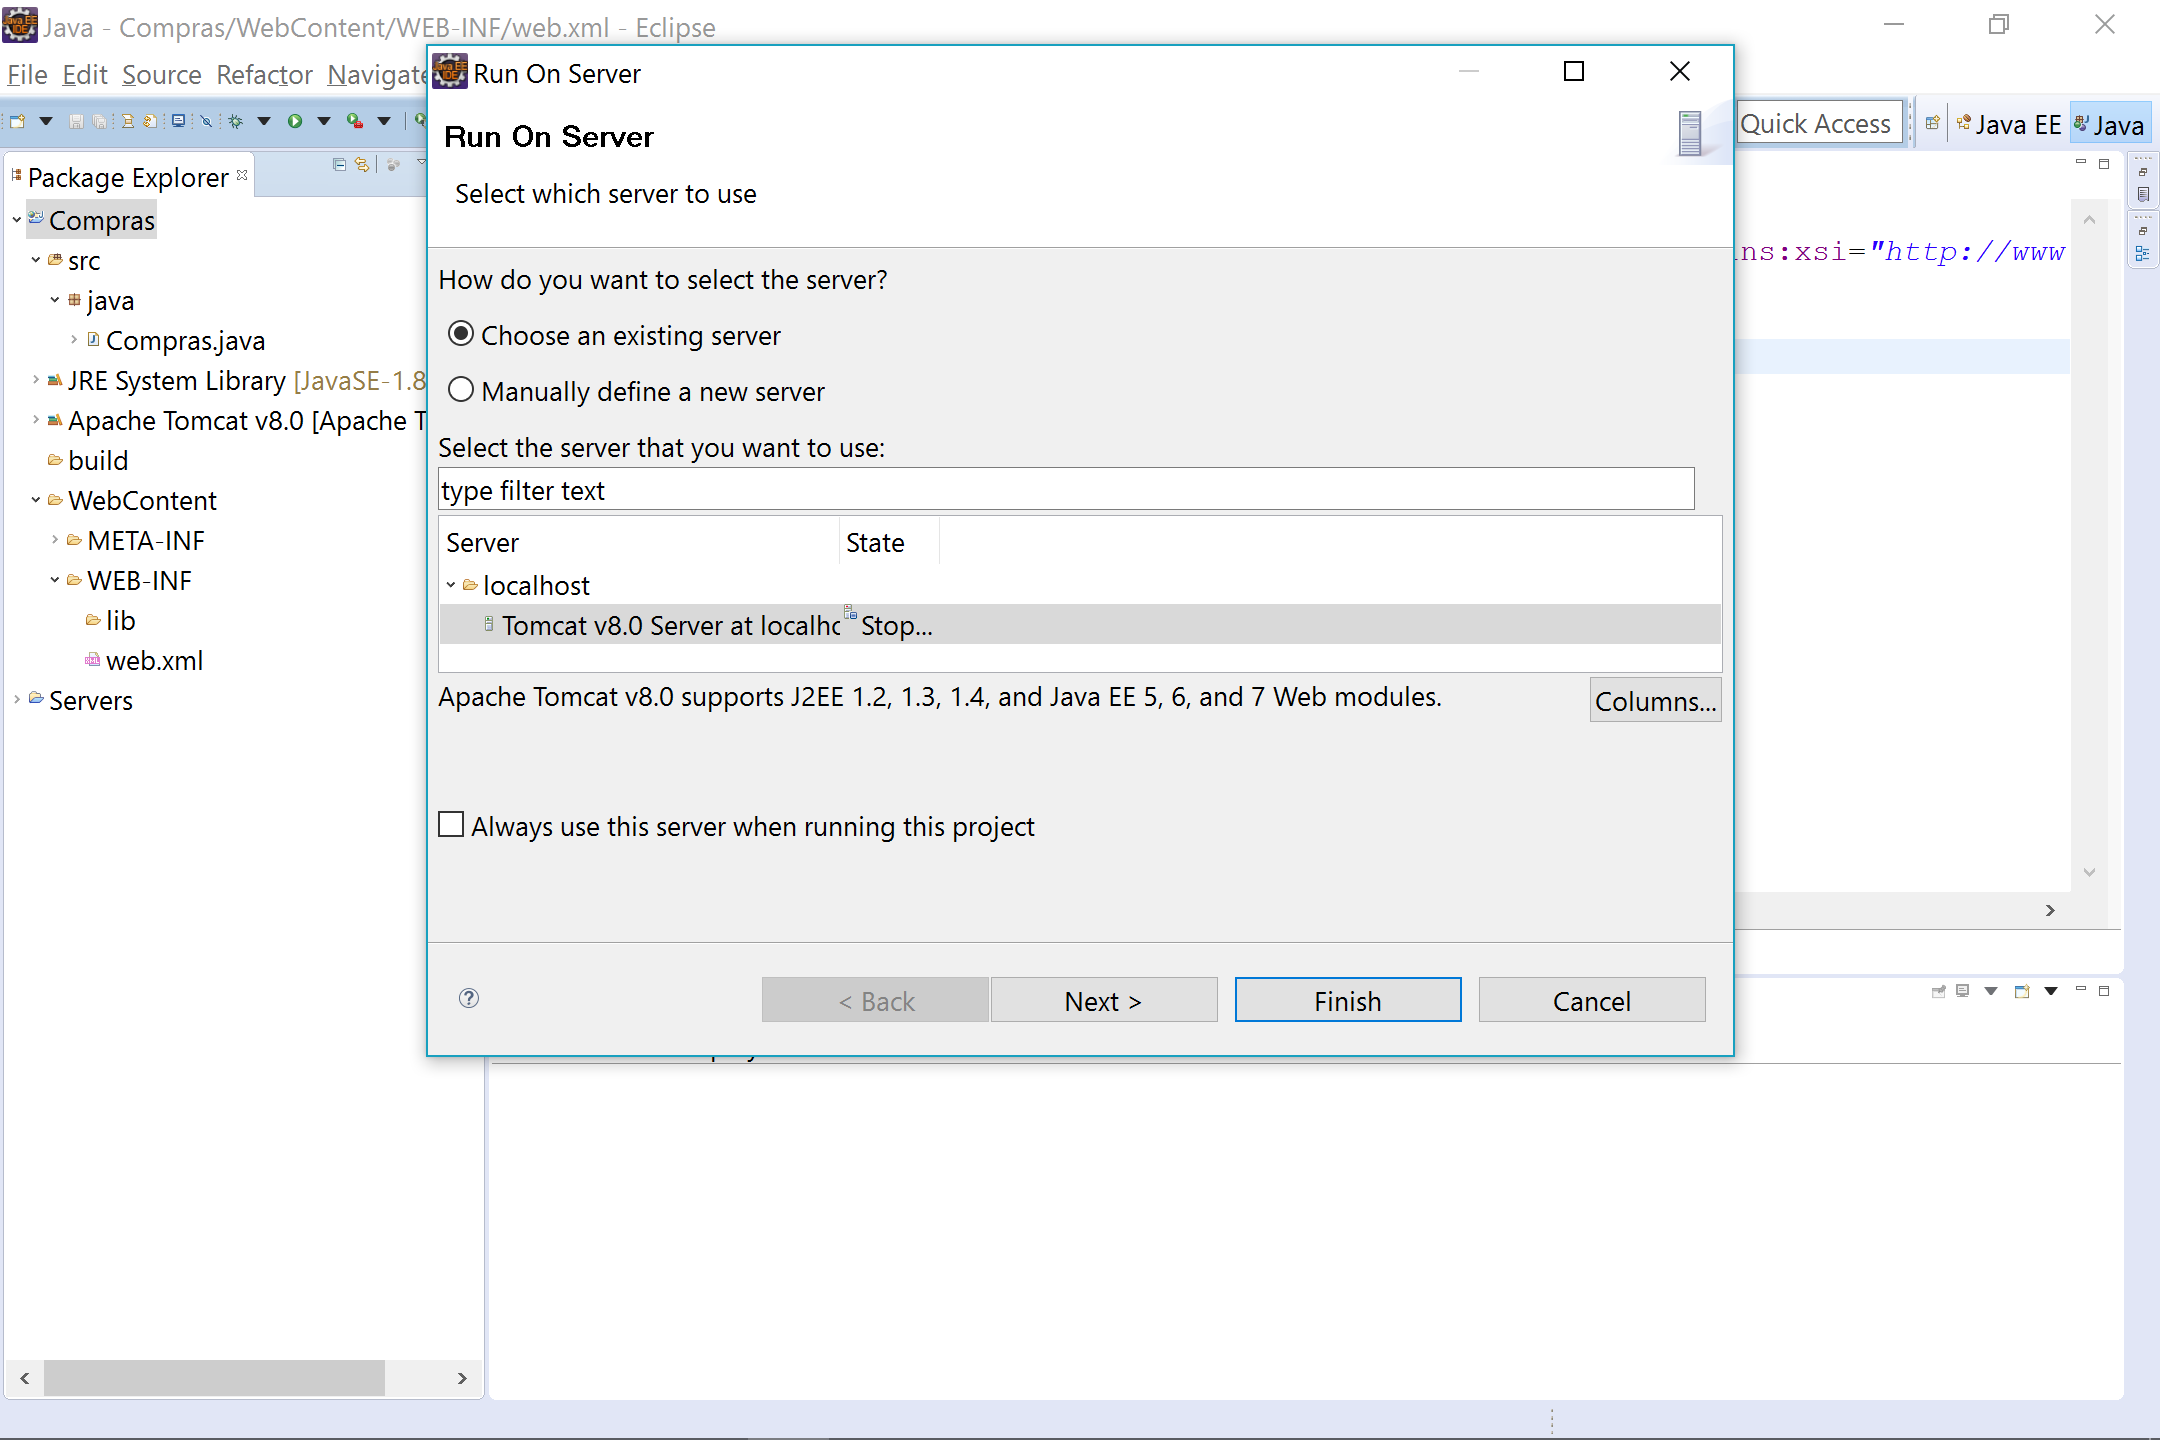 Java - Compras/WebContent/WEB-INF/web.xml - Eclipse
File Edit Source Refactor Navigate
Quick Access
Java EE
Java
Package Explorer
Compras
src
java
Compras.java
JRE System Library [JavaSE-1.8
Apache Tomcat v8.0 [Apache T
build
WebContent
META-INF
WEB-INF
lib
web.xml
Servers
Run On Server
Run On Server
Select which server to use
How do you want to select the server?
Choose an existing server
Manually define a new server
Select the server that you want to use:
type filter text
Server State
localhost
Tomcat v8.0 Server at localho Stop...
Apache Tomcat v8.0 supports J2EE 1.2, 1.3, 1.4, and Java EE 5, 6, and 7 Web modules.
Columns...
Always use this server when running this project
< Back
Next >
Finish
Cancel
ns:xsi="http://www